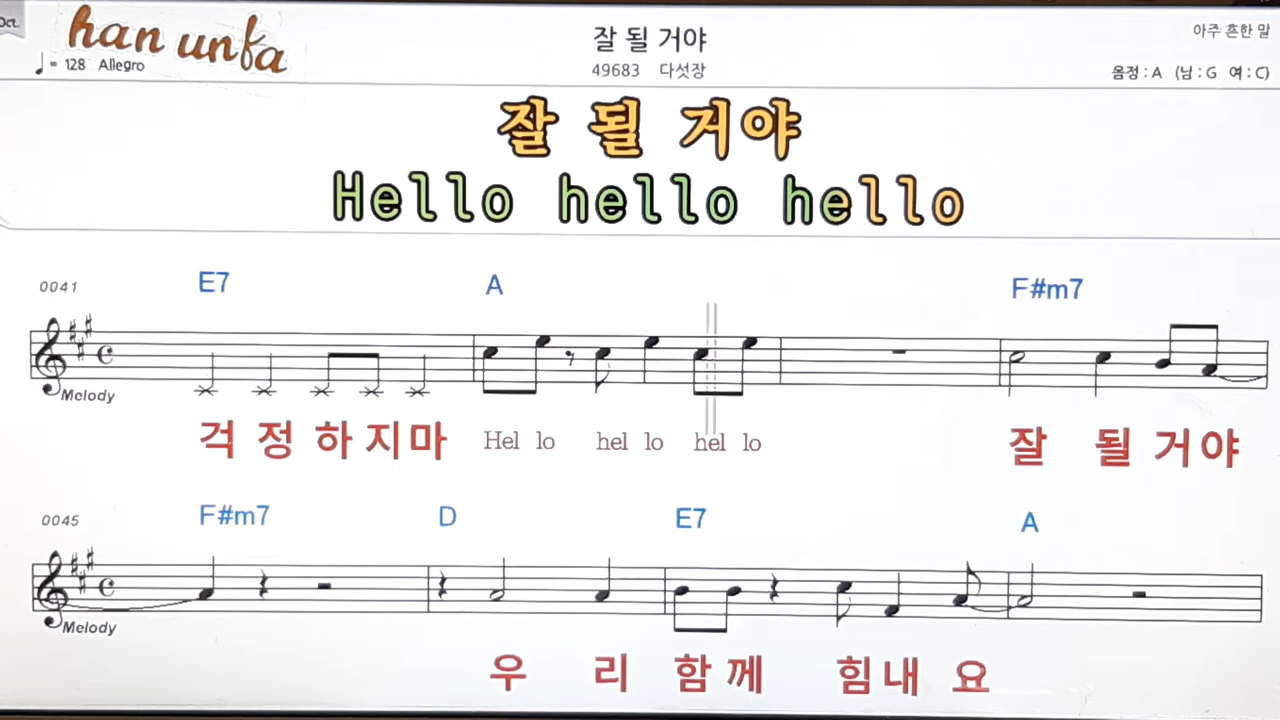 han unfa
♩ = 128 Allegro
잘 될 거야
49683 다섯장
아주 흔한 말
음정 : A (남 : G 여 : C)
잘 될 거야
Hello hello hello
0041
E7 A F#m7
Melody
걱 정 하 지 마 Hel lo hel lo hel lo 잘 될 거 야
0045
F#m7 D E7 A
Melody
우 리 함 께 힘 내 요